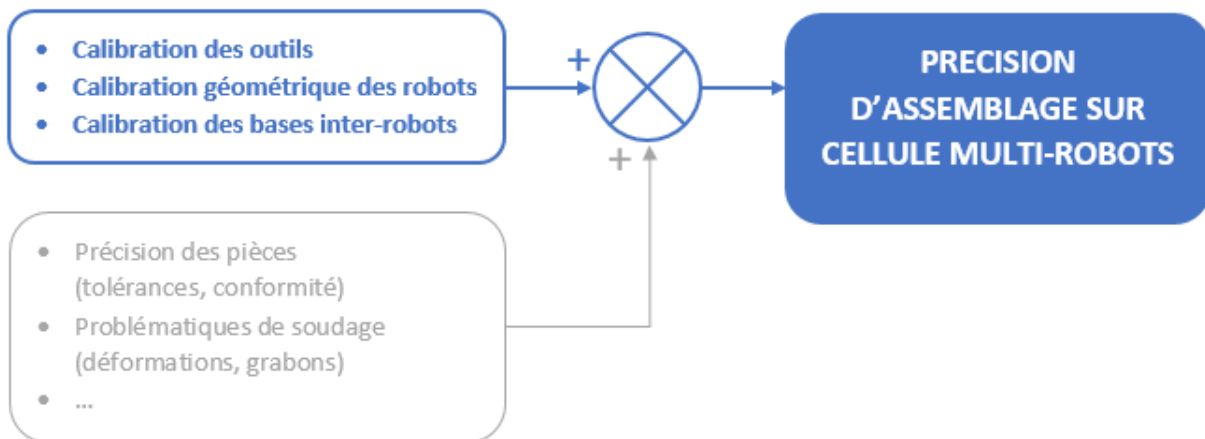 • Calibration des outils
• Calibration géométrique des robots
• Calibration des bases inter-robots
+
+
PRECISION
D’ASSEMBLAGE SUR
CELLULE MULTI-ROBOTS
• Précision des pièces
(tolérances, conformité)
• Problématiques de soudage
(déformations, grabons)
• ...